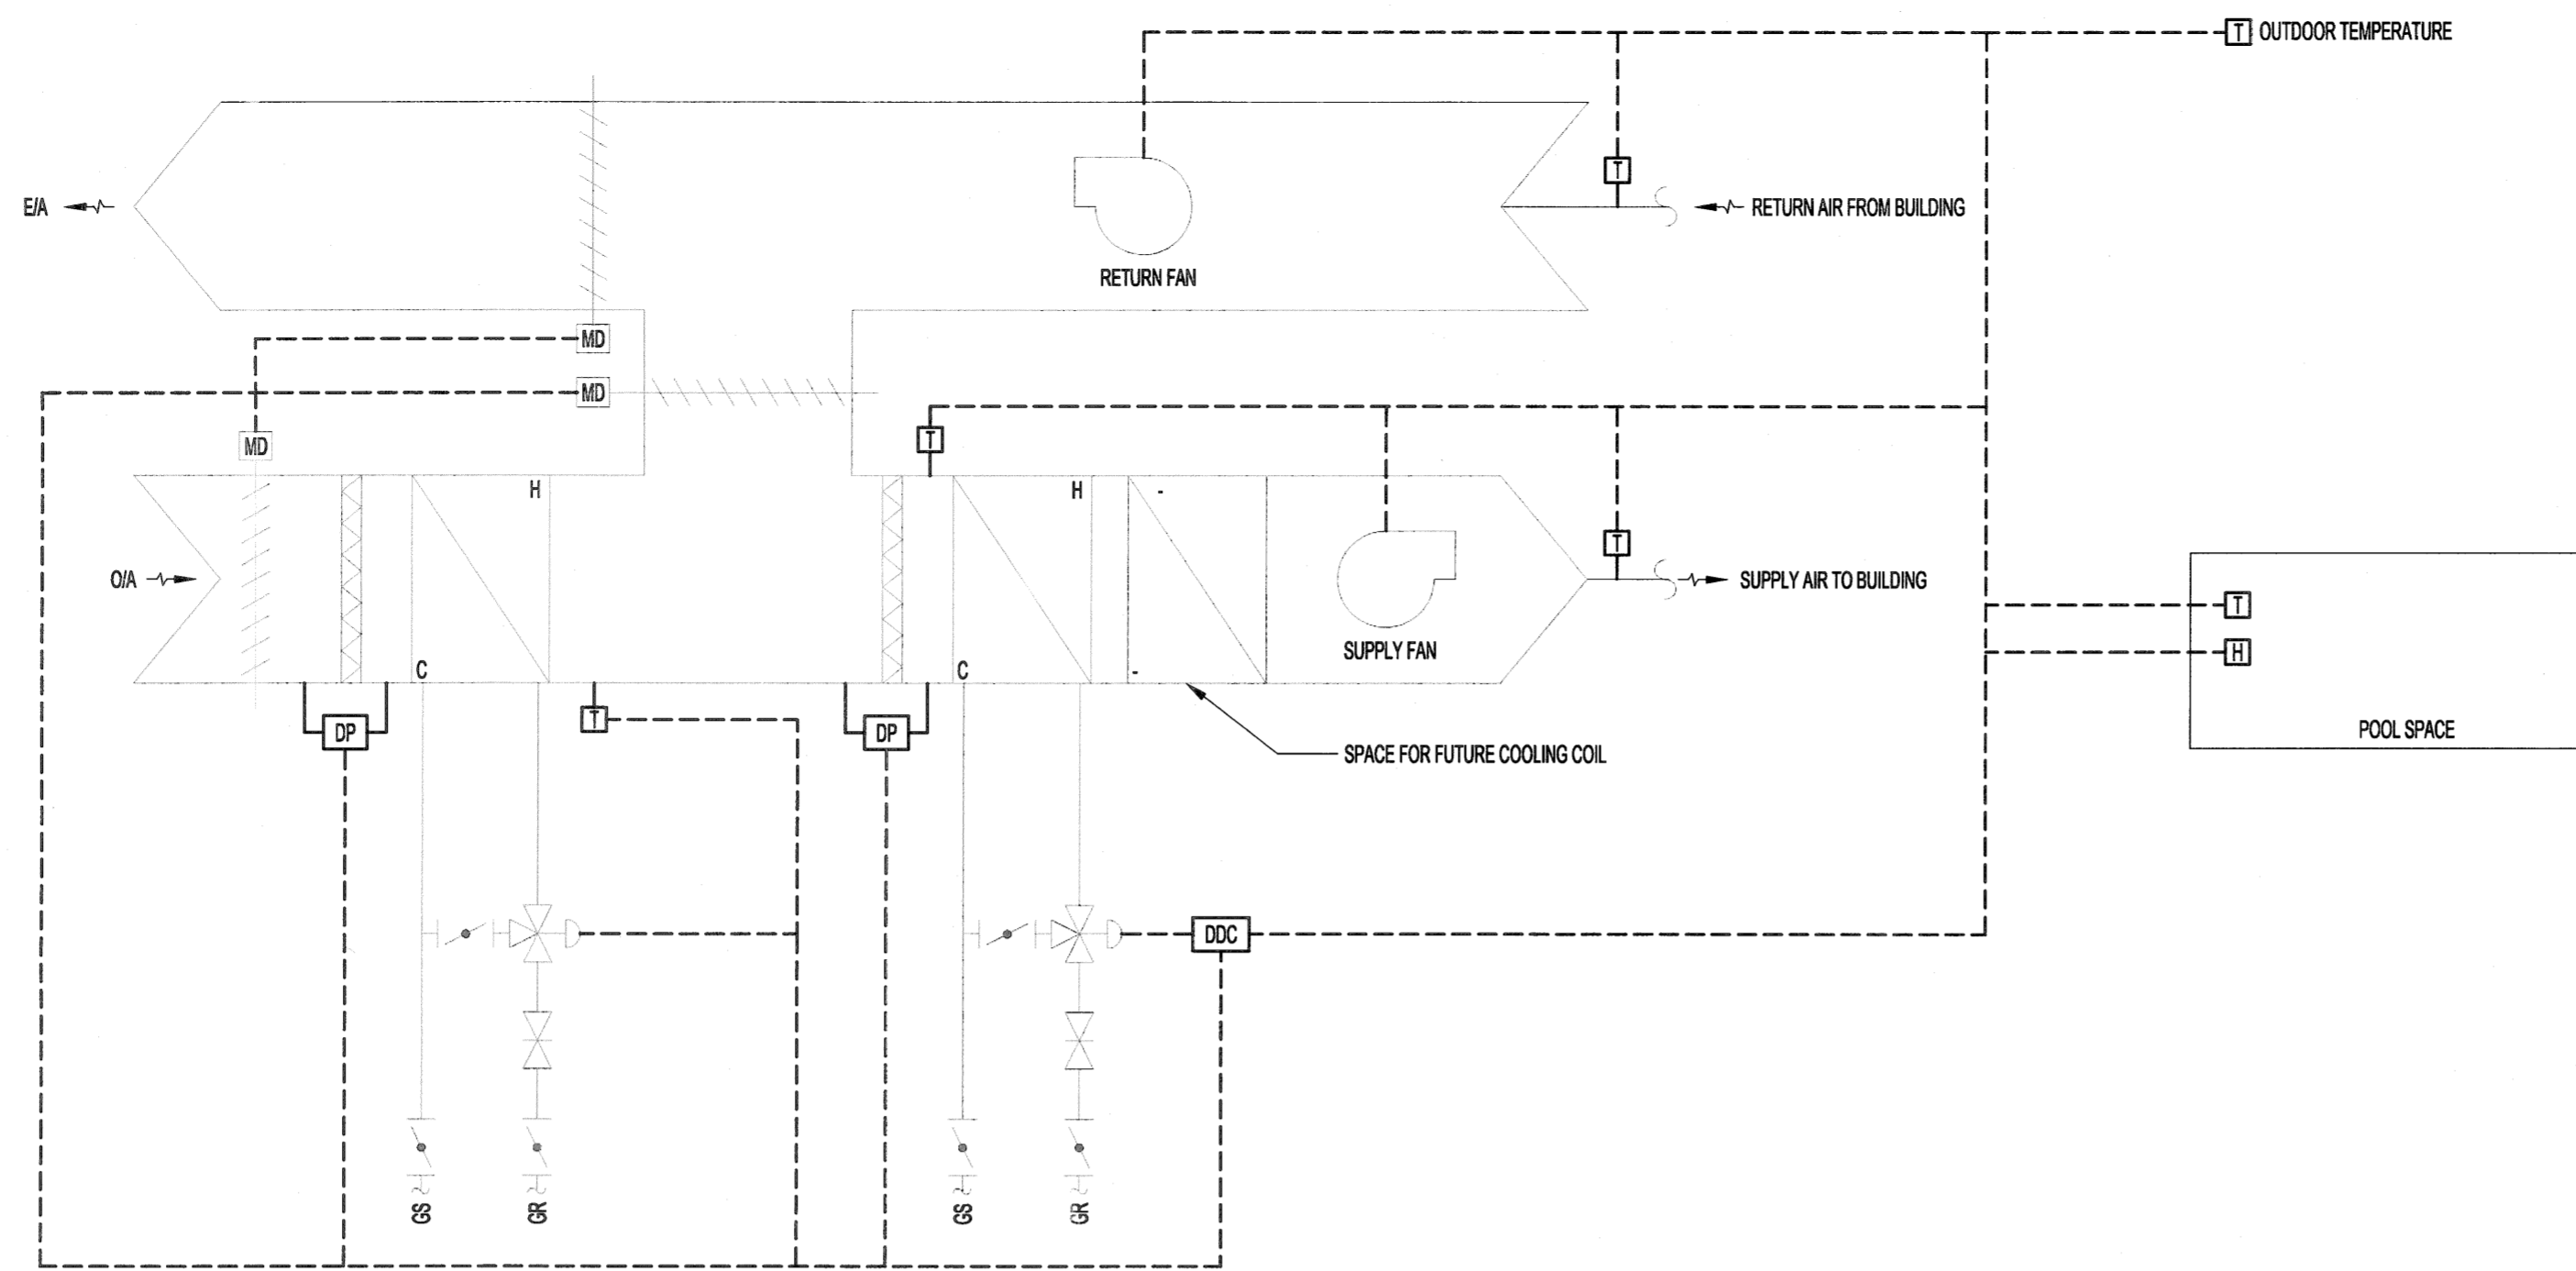 T OUTDOOR TEMPERATURE
T
E/A
RETURN AIR FROM BUILDING
RETURN FAN
MD
MD
T
MD
H
H
-
T
O/A
SUPPLY AIR TO BUILDING
T
SUPPLY FAN
H
C
C
-
T
DP
DP
POOL SPACE
SPACE FOR FUTURE COOLING COIL
DDC
GS
GR
GS
GR